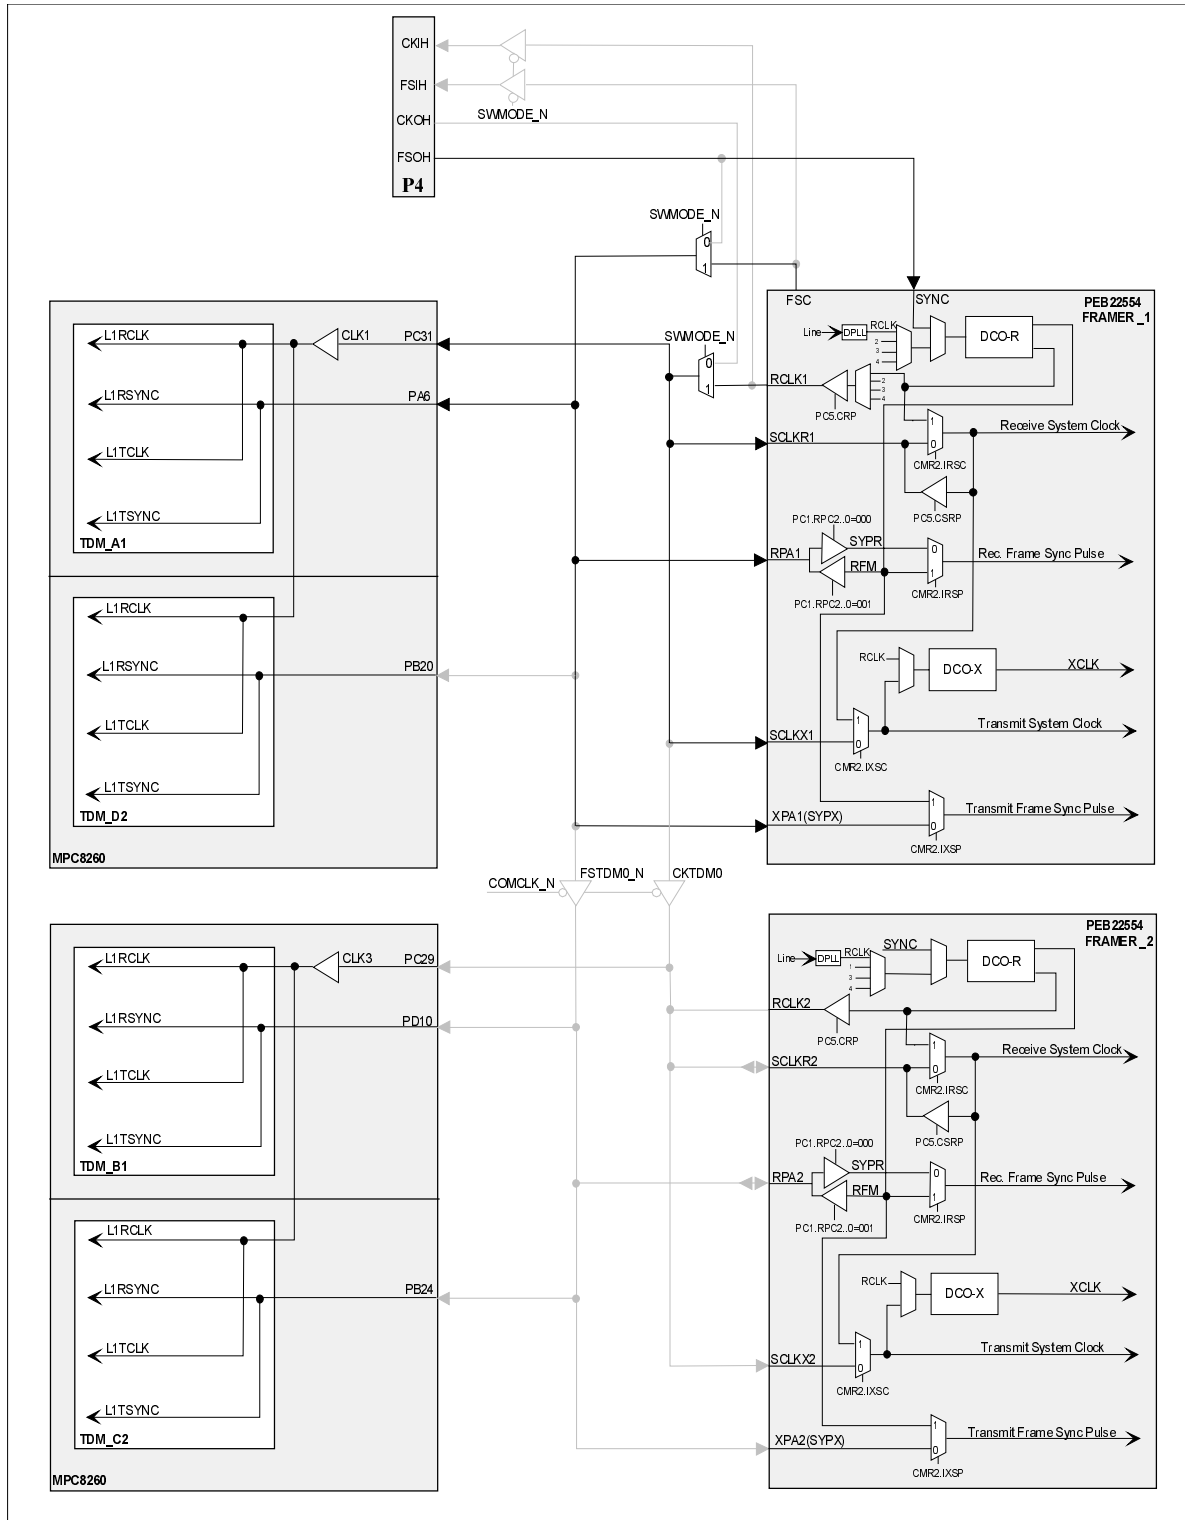 CKIH
FSIH
CKOH
FSOH
P4
SWMODE_N
SWMODE_N
0
1
SWMODE_N
0
1
L1RCLK
CLK1
PC31
L1RSYNC
PA6
L1TCLK
L1TSYNC
TDM_A1
L1RCLK
L1RSYNC
PB20
L1TCLK
L1TSYNC
TDM_D2
MPC8260
FSC
SYNC
PEB22554
FRAMER_1
Line
DPLL
RCLK
2
3
4
DCO-R
RCLK1
2
3
4
PC5.CRP
1
0
Receive System Clock
SCLKR1
CMR2.IRSC
PC5.CSRP
PC1.RPC2..0=000
SYPR
0
RPA1
Rec. Frame Sync Pulse
RFM
1
CMR2.IRSP
PC1.RPC2..0=001
RCLK
DCO-X
XCLK
1
Transmit System Clock
SCLKX1
0
CMR2.IXSC
1
Transmit Frame Sync Pulse
XPA1(SYPX)
0
CMR2.IXSP
COMCLK_N
FSTDM0_N
CKTDM0
L1RCLK
CLK3
PC29
L1RSYNC
PD10
L1TCLK
L1TSYNC
TDM_B1
L1RCLK
L1RSYNC
PB24
L1TCLK
L1TSYNC
TDM_C2
MPC8260
PEB22554
FRAMER_2
SYNC
Line
DPLL
RCLK
1
3
4
DCO-R
RCLK2
PC5.CRP
1
0
Receive System Clock
SCLKR2
CMR2.IRSC
PC5.CSRP
PC1.RPC2..0=000
SYPR
0
RPA2
Rec. Frame Sync Pulse
RFM
1
CMR2.IRSP
PC1.RPC2..0=001
RCLK
DCO-X
XCLK
1
Transmit System Clock
SCLKX2
0
CMR2.IXSC
1
Transmit Frame Sync Pulse
XPA2(SYPX)
0
CMR2.IXSP